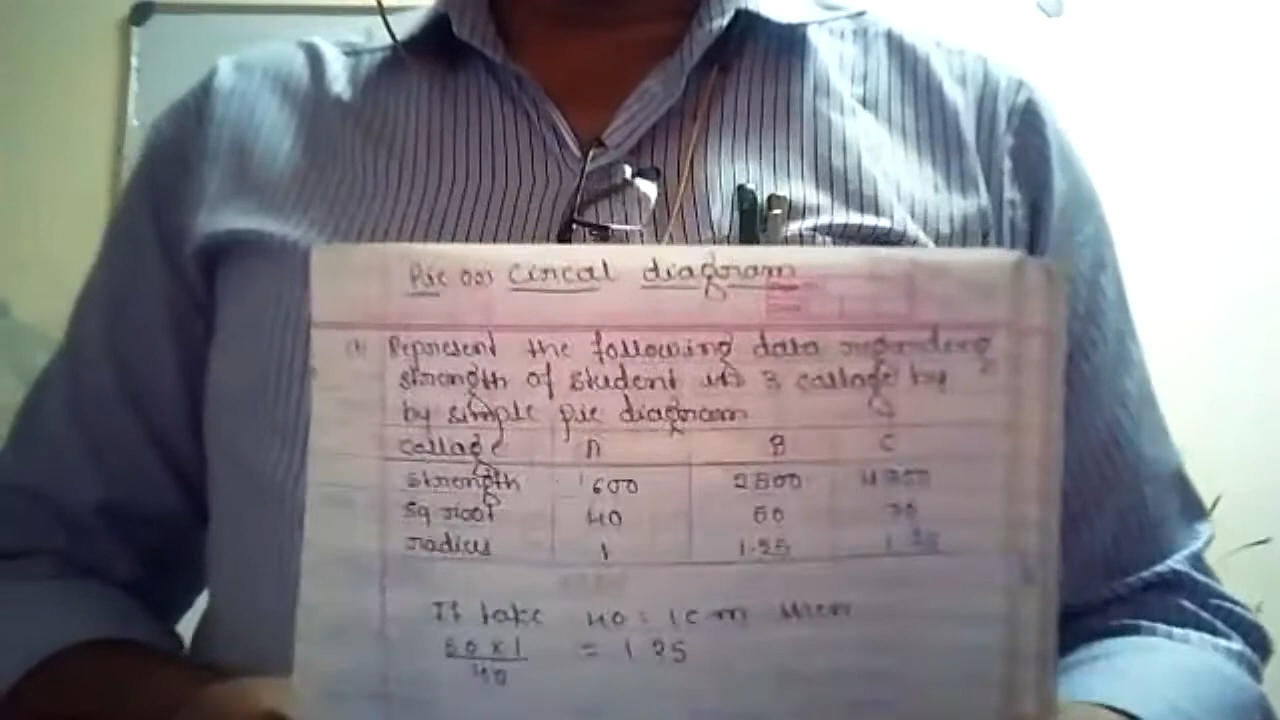 Pie or circal diagram
(1) Represent the following data regarding
strength of student in 3 callage by
by simple pie diagram
callage A B C
strength 1600 2500
sq root 40 50
radius 1 1.25
If take 40 = 1cm then
50 x 1 = 1.25
40